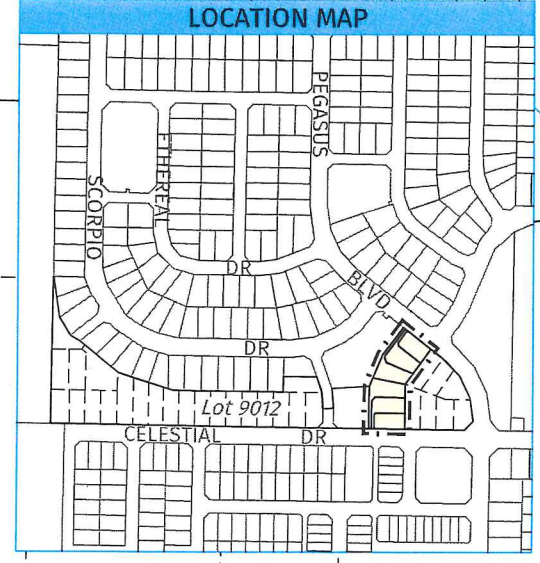 LOCATION MAP
PEGASUS
ETHEREAL
SCORPIO
DR
BLVD
DR
Lot 9012
CELESTIAL DR